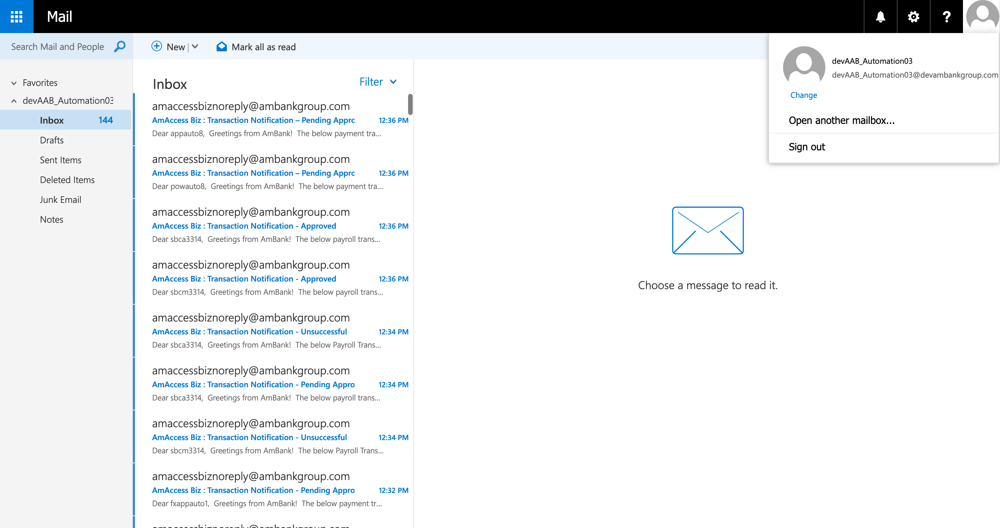 Mail
Search Mail and People
New
Mark all as read
devAAB_Automation03
devAAB_Automation03@devambankgroup.com
Change
Open another mailbox...
Sign out
Favorites
devAAB_Automation03
Inbox 144
Drafts
Sent Items
Deleted Items
Junk Email
Notes
Inbox
Filter
amaccessbiznoreply@ambankgroup.com
AmAccess Biz : Transaction Notification – Pending Appro 12:36 PM
Dear appauto8, Greetings from AmBank! The below payment tra...
amaccessbiznoreply@ambankgroup.com
AmAccess Biz : Transaction Notification – Pending Appro 12:36 PM
Dear powauto8, Greetings from AmBank! The below payment tra...
amaccessbiznoreply@ambankgroup.com
AmAccess Biz : Transaction Notification - Approved 12:36 PM
Dear sbca3314, Greetings from AmBank! The below payroll trans...
amaccessbiznoreply@ambankgroup.com
AmAccess Biz : Transaction Notification - Approved 12:36 PM
Dear sbcm3314, Greetings from AmBank! The below payroll trans...
amaccessbiznoreply@ambankgroup.com
AmAccess Biz : Transaction Notification - Unsuccessful 12:34 PM
Dear sbca3314, Greetings from AmBank! The below Payroll Trans...
amaccessbiznoreply@ambankgroup.com
AmAccess Biz : Transaction Notification - Pending Appro 12:34 PM
Dear sbca3314, Greetings from AmBank! The below payroll trans...
amaccessbiznoreply@ambankgroup.com
AmAccess Biz : Transaction Notification - Unsuccessful 12:34 PM
Dear sbcm3314, Greetings from AmBank! The below Payroll Trans...
amaccessbiznoreply@ambankgroup.com
AmAccess Biz : Transaction Notification - Pending Appro 12:32 PM
Dear fxappauto1, Greetings from AmBank! The below payment tr...
Choose a message to read it.